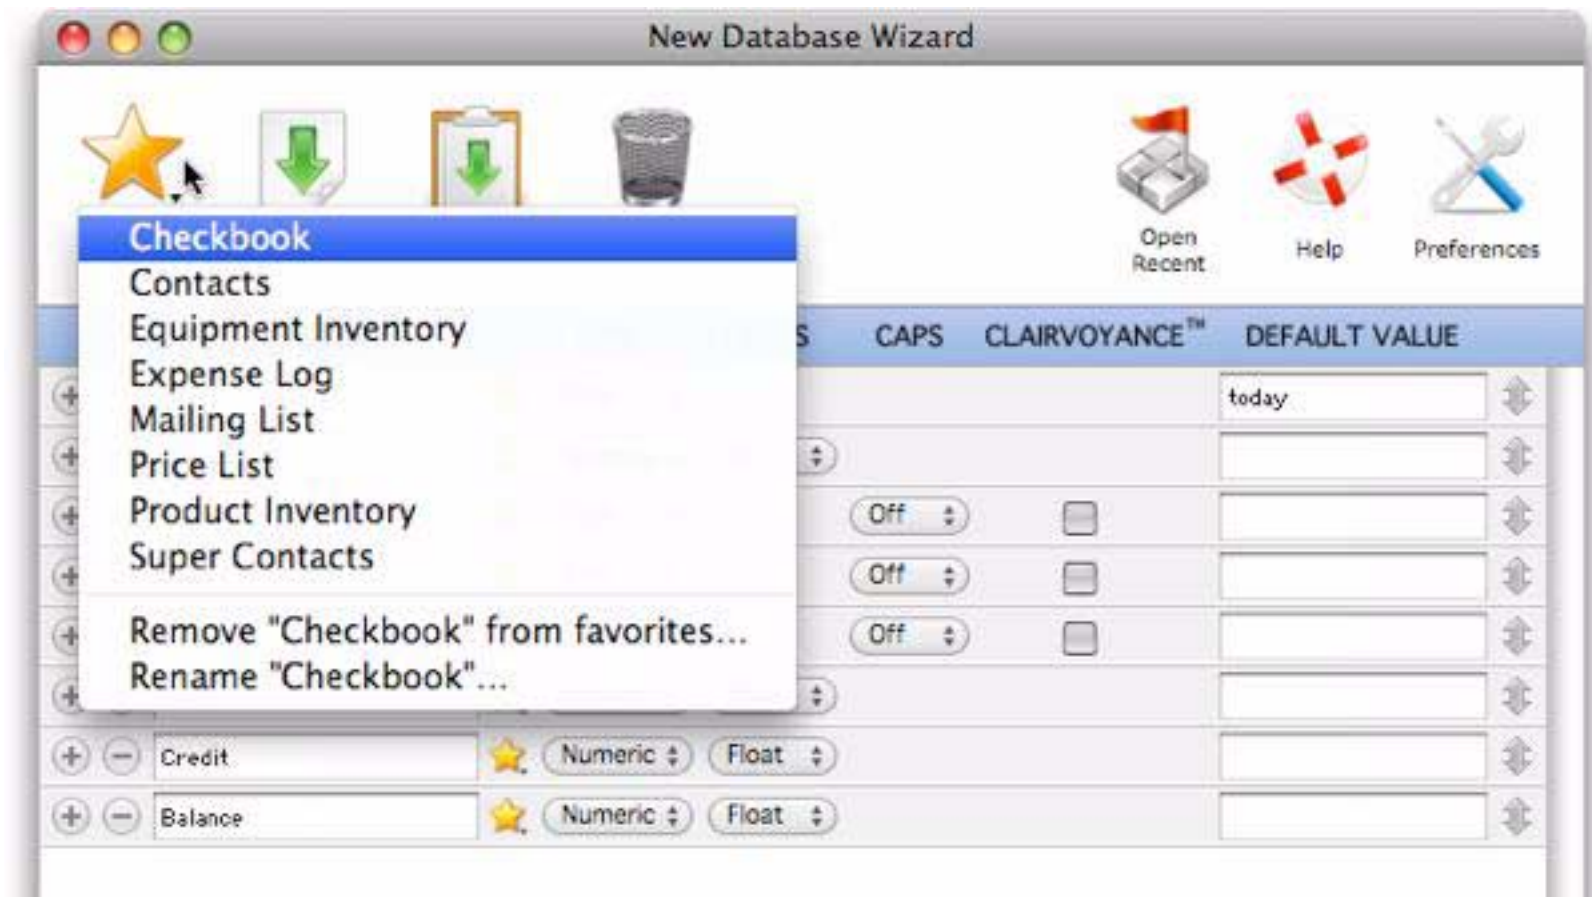 New Database Wizard
Open
Recent
Help
Preferences
Checkbook
Contacts
Equipment Inventory
Expense Log
Mailing List
Price List
Product Inventory
Super Contacts
Remove "Checkbook" from favorites...
Rename "Checkbook"...
S CAPS CLAIRVOYANCE™ DEFAULT VALUE
today
Off
Off
Off
Credit Numeric Float
Balance Numeric Float